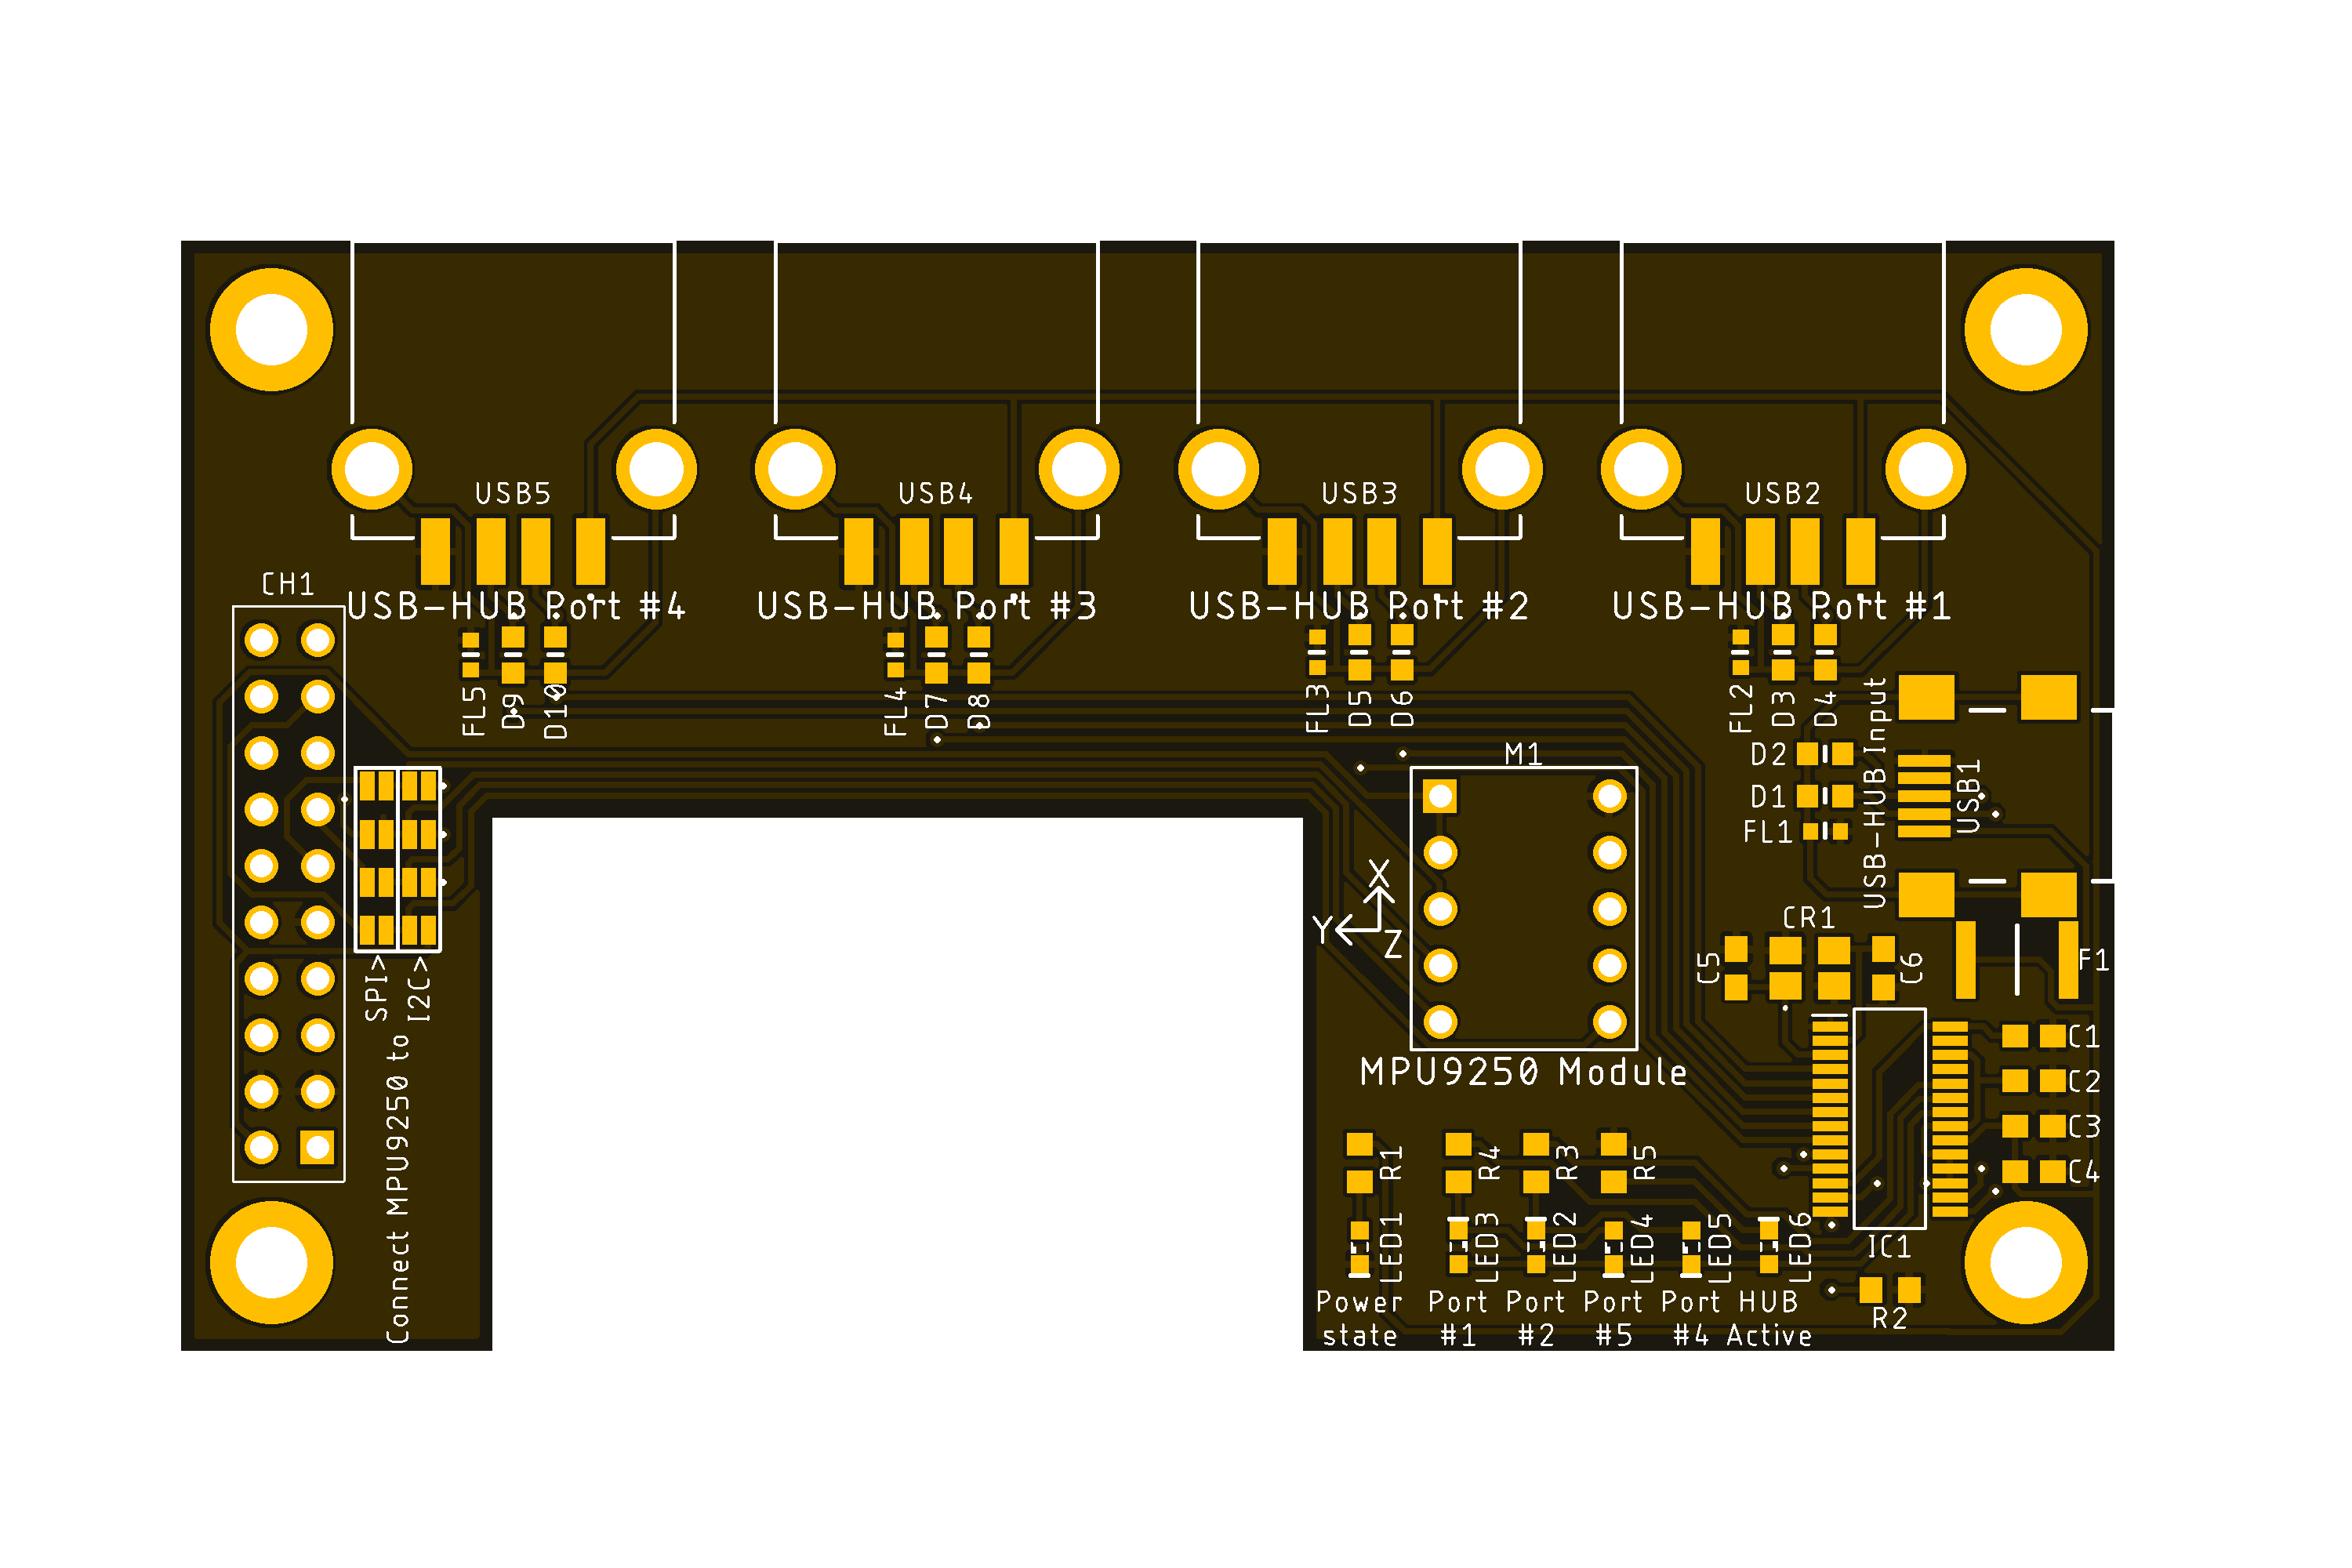 USB5
USB4
USB3
USB2
CH1
USB-HUB Port #4
USB-HUB Port #3
USB-HUB Port #2
USB-HUB Port #1
FL5
D9
D10
FL4
D7
D8
FL3
D5
D6
FL2
D3
D4
USB-HUB Input
M1
D2
D1
FL1
USB1
X
Y
Z
CR1
C5
C6
F1
SPI>
I2C>
Connect MPU9250 to
MPU9250 Module
C1
C2
C3
C4
R1
R4
R3
R5
LED1
LED3
LED2
LED4
LED5
LED6
IC1
R2
Power
state
Port
#1
Port
#2
Port
#5
Port
#4
HUB
Active